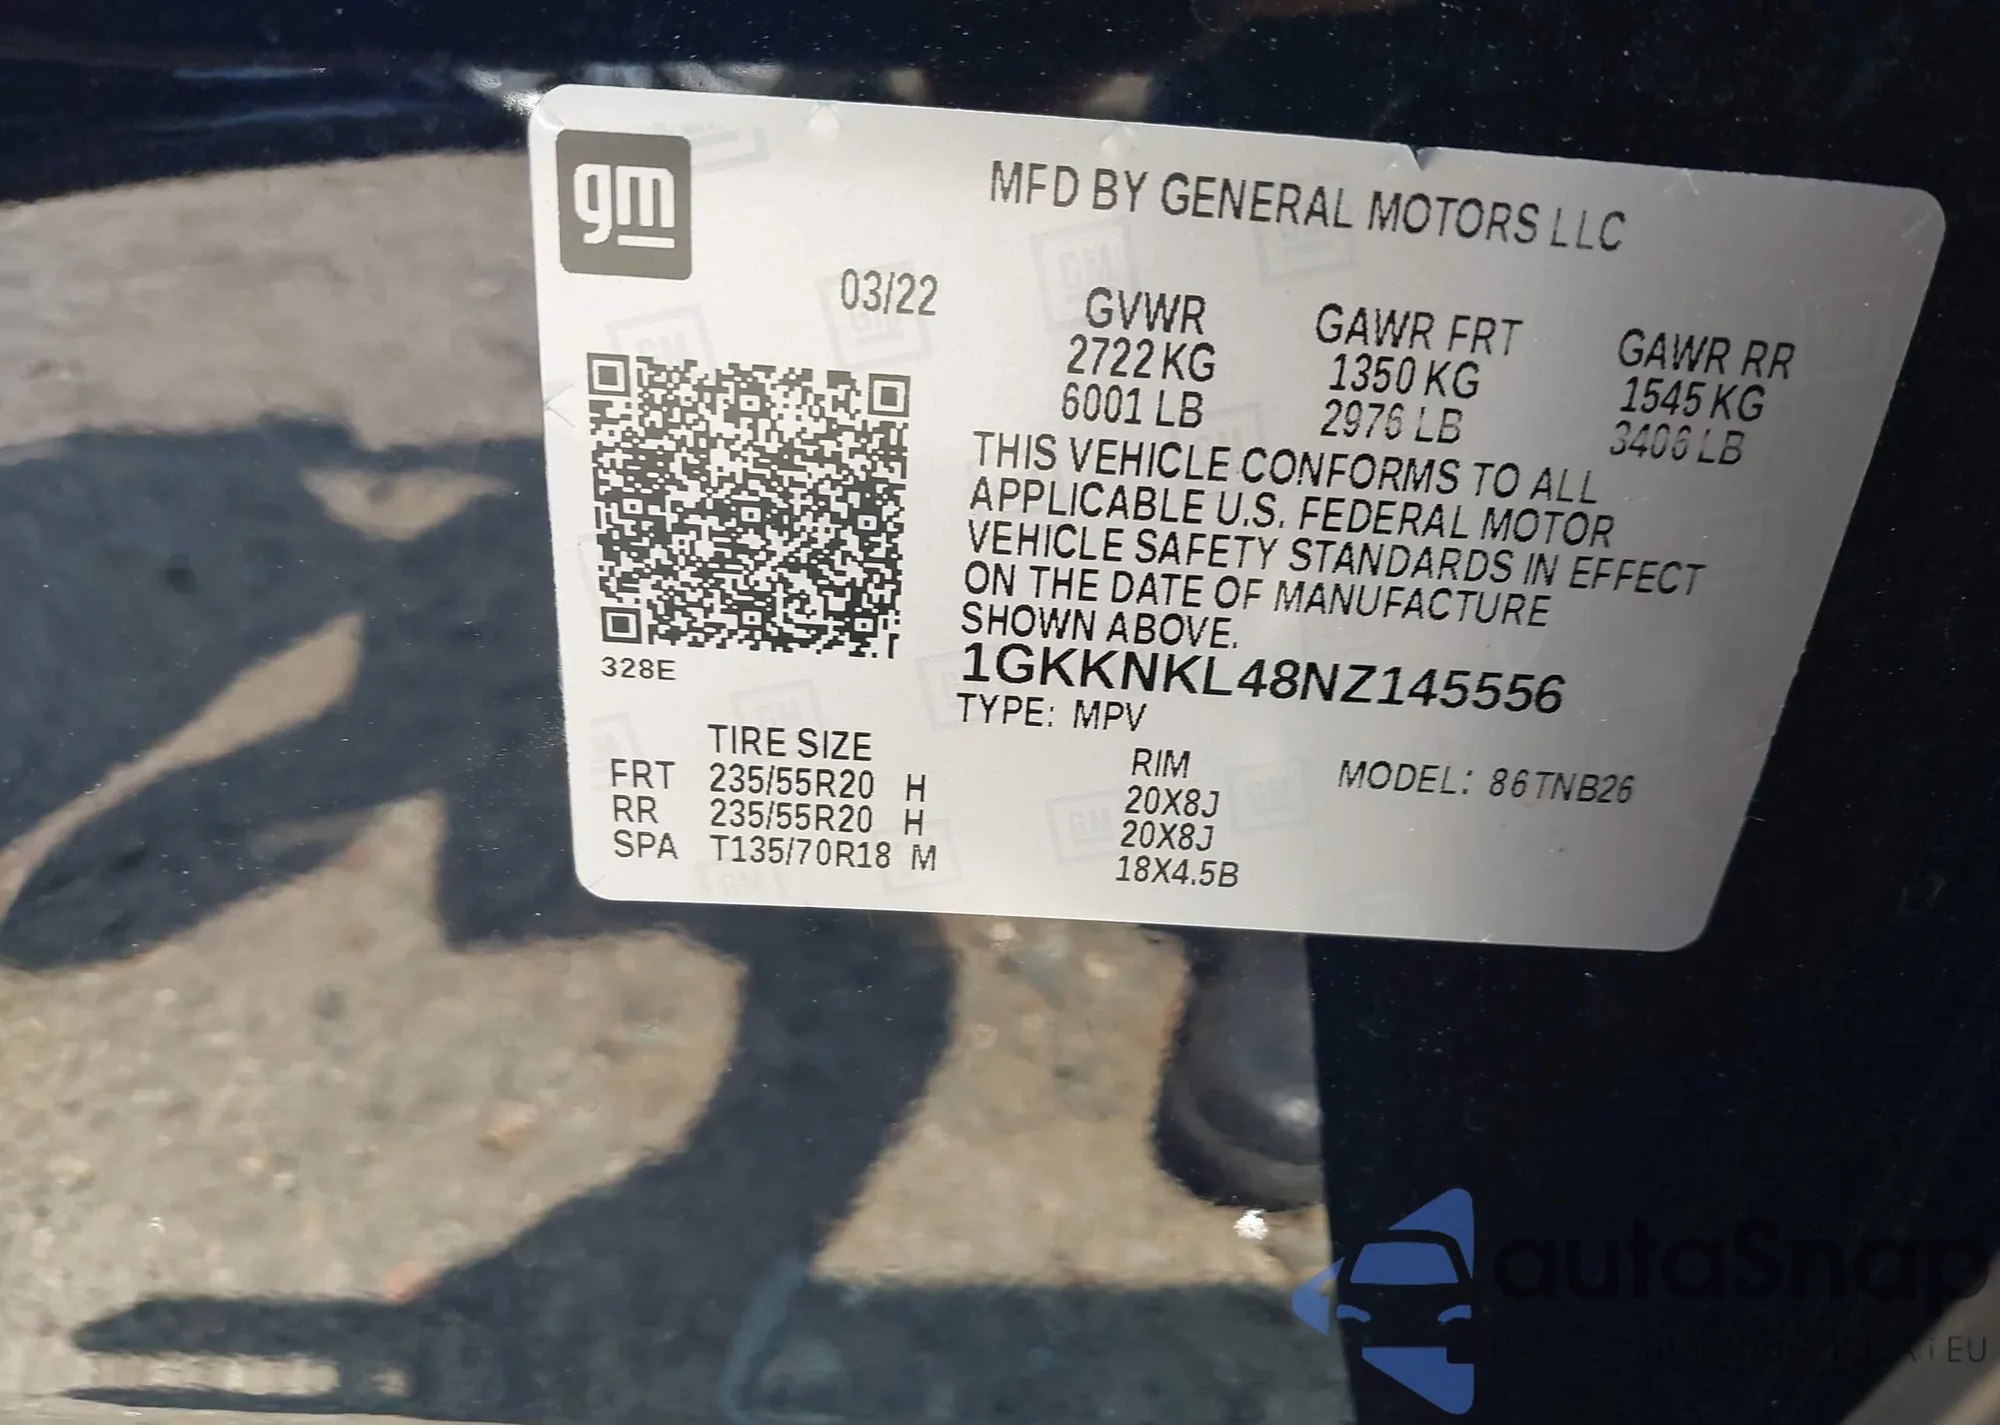 gm
MFD BY GENERAL MOTORS LLC
03/22
GVWR GAWR FRT GAWR RR
2722 KG 1350 KG 1545 KG
6001 LB 2976 LB 3406 LB
THIS VEHICLE CONFORMS TO ALL
APPLICABLE U.S. FEDERAL MOTOR
VEHICLE SAFETY STANDARDS IN EFFECT
ON THE DATE OF MANUFACTURE
SHOWN ABOVE.
1GKKNKL48NZ145556
TYPE: MPV
328E
TIRE SIZE RIM MODEL: 86TNB26
FRT 235/55R20 H 20X8J
RR 235/55R20 H 20X8J
SPA T135/70R18 M 18X4.5B
autaSnap
EU